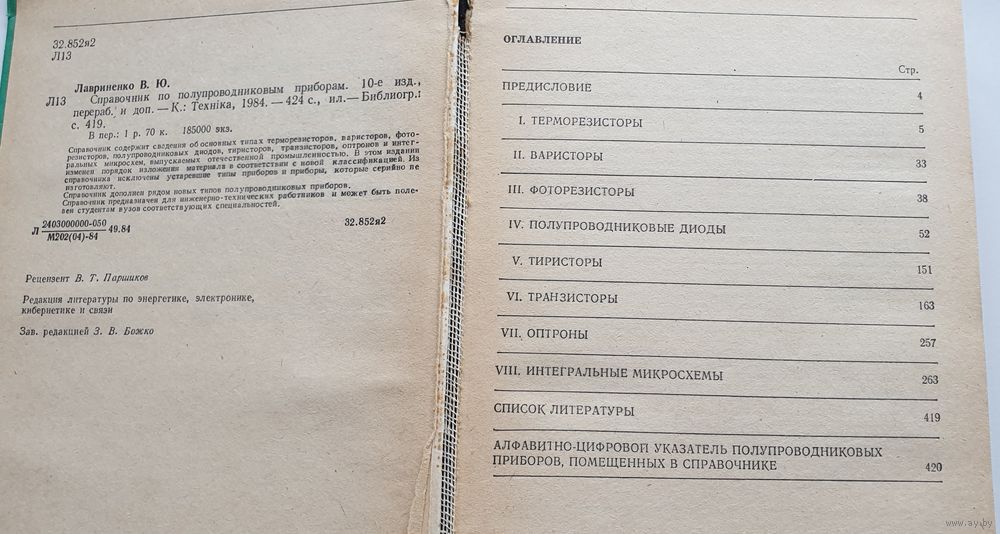 32.852я2
Л13
Лавриненко В. Ю.
Л13 Справочник по полупроводниковым приборам. 10-е изд.,
перераб. и доп. — К.: Технiка, 1984. — 424 с., ил.— Библиогр.:
с. 419.
В пер.: 1 р. 70 к. 185000 экз.
Справочник содержит сведения об основных типах терморезисторов, варисторов, фото-
резисторов, полупроводниковых диодов, тиристоров, транзисторов, оптронов и интег-
ральных микросхем, выпускаемых отечественной промышленностью. В этом издании
изменен порядок изложения материала в соответствии с новой классификацией. Из
справочника исключены устаревшие типы приборов и приборы, которые серийно не
изготовляют.
Справочник дополнен рядом новых типов полупроводниковых приборов.
Справочник предназначен для инженерно-технических работников и может быть поле-
зен студентам вузов соответствующих специальностей.
Л 2403000000-050 49.84 32.852я2
М202(04)-84
Рецензент В. Т. Паршиков
Редакция литературы по энергетике, электронике,
кибернетике и связи
Зав. редакцией З. В. Божко
ОГЛАВЛЕНИЕ
Стр.
ПРЕДИСЛОВИЕ 4
I. ТЕРМОРЕЗИСТОРЫ 5
II. ВАРИСТОРЫ 33
III. ФОТОРЕЗИСТОРЫ 38
IV. ПОЛУПРОВОДНИКОВЫЕ ДИОДЫ 52
V. ТИРИСТОРЫ 151
VI. ТРАНЗИСТОРЫ 163
VII. ОПТРОНЫ 257
VIII. ИНТЕГРАЛЬНЫЕ МИКРОСХЕМЫ 263
СПИСОК ЛИТЕРАТУРЫ 419
АЛФАВИТНО-ЦИФРОВОЙ УКАЗАТЕЛЬ ПОЛУПРОВОДНИКОВЫХ
ПРИБОРОВ, ПОМЕЩЕННЫХ В СПРАВОЧНИКЕ 420
www.ay.by